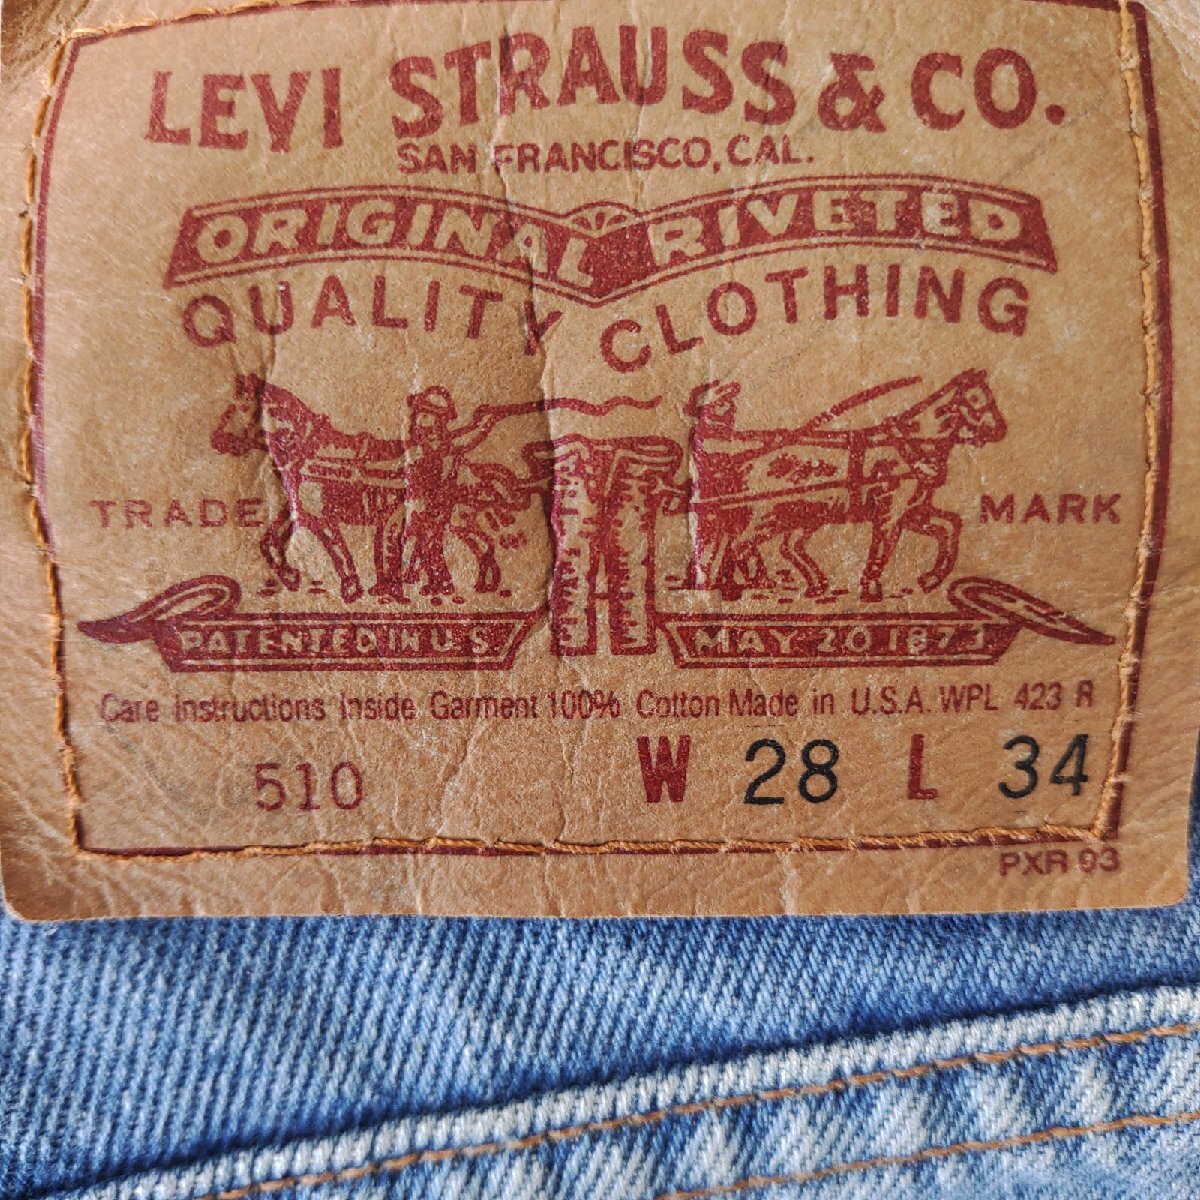 LEVI STRAUSS & CO.
SAN FRANCISCO, CAL.
ORIGINAL RIVETED
QUALITY CLOTHING
TRADE MARK
PATENTED IN U.S. MAY 20 1873
Care Instructions Inside Garment 100% Cotton Made in U.S.A. WPL 423 R
510 W 28 L 34
PXR 93